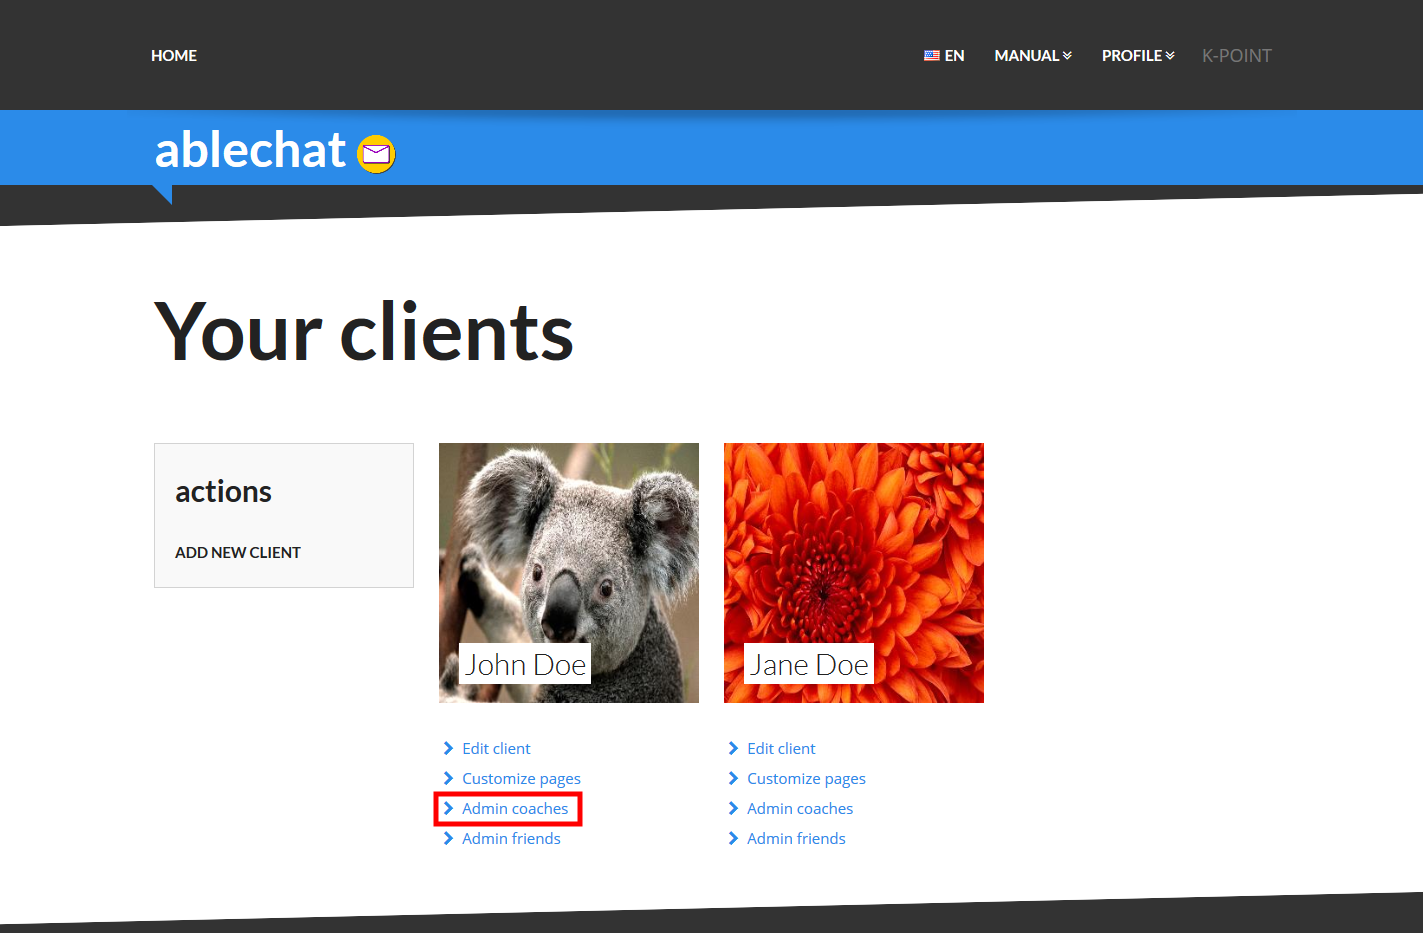 HOME
EN MANUAL PROFILE K-POINT
ablechat
Your clients
actions
ADD NEW CLIENT
John Doe
Edit client
Customize pages
Admin coaches
Admin friends
Jane Doe
Edit client
Customize pages
Admin coaches
Admin friends